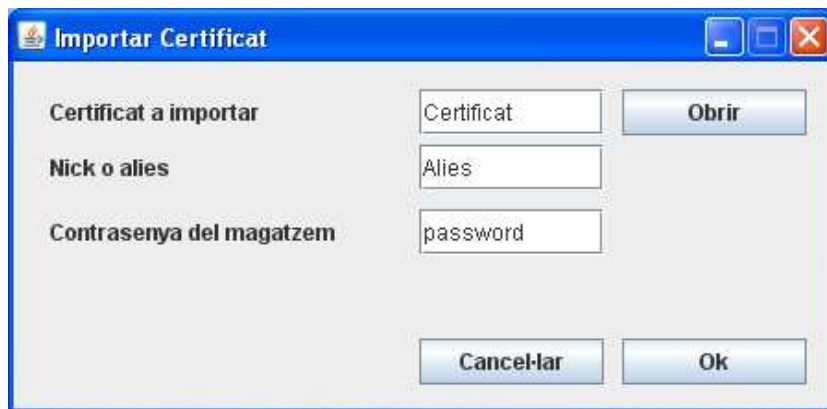 Importar Certificat
Certificat a importar Certificat Obrir
Nick o alies Alies
Contrasenya del magatzem password
Cancel·lar Ok